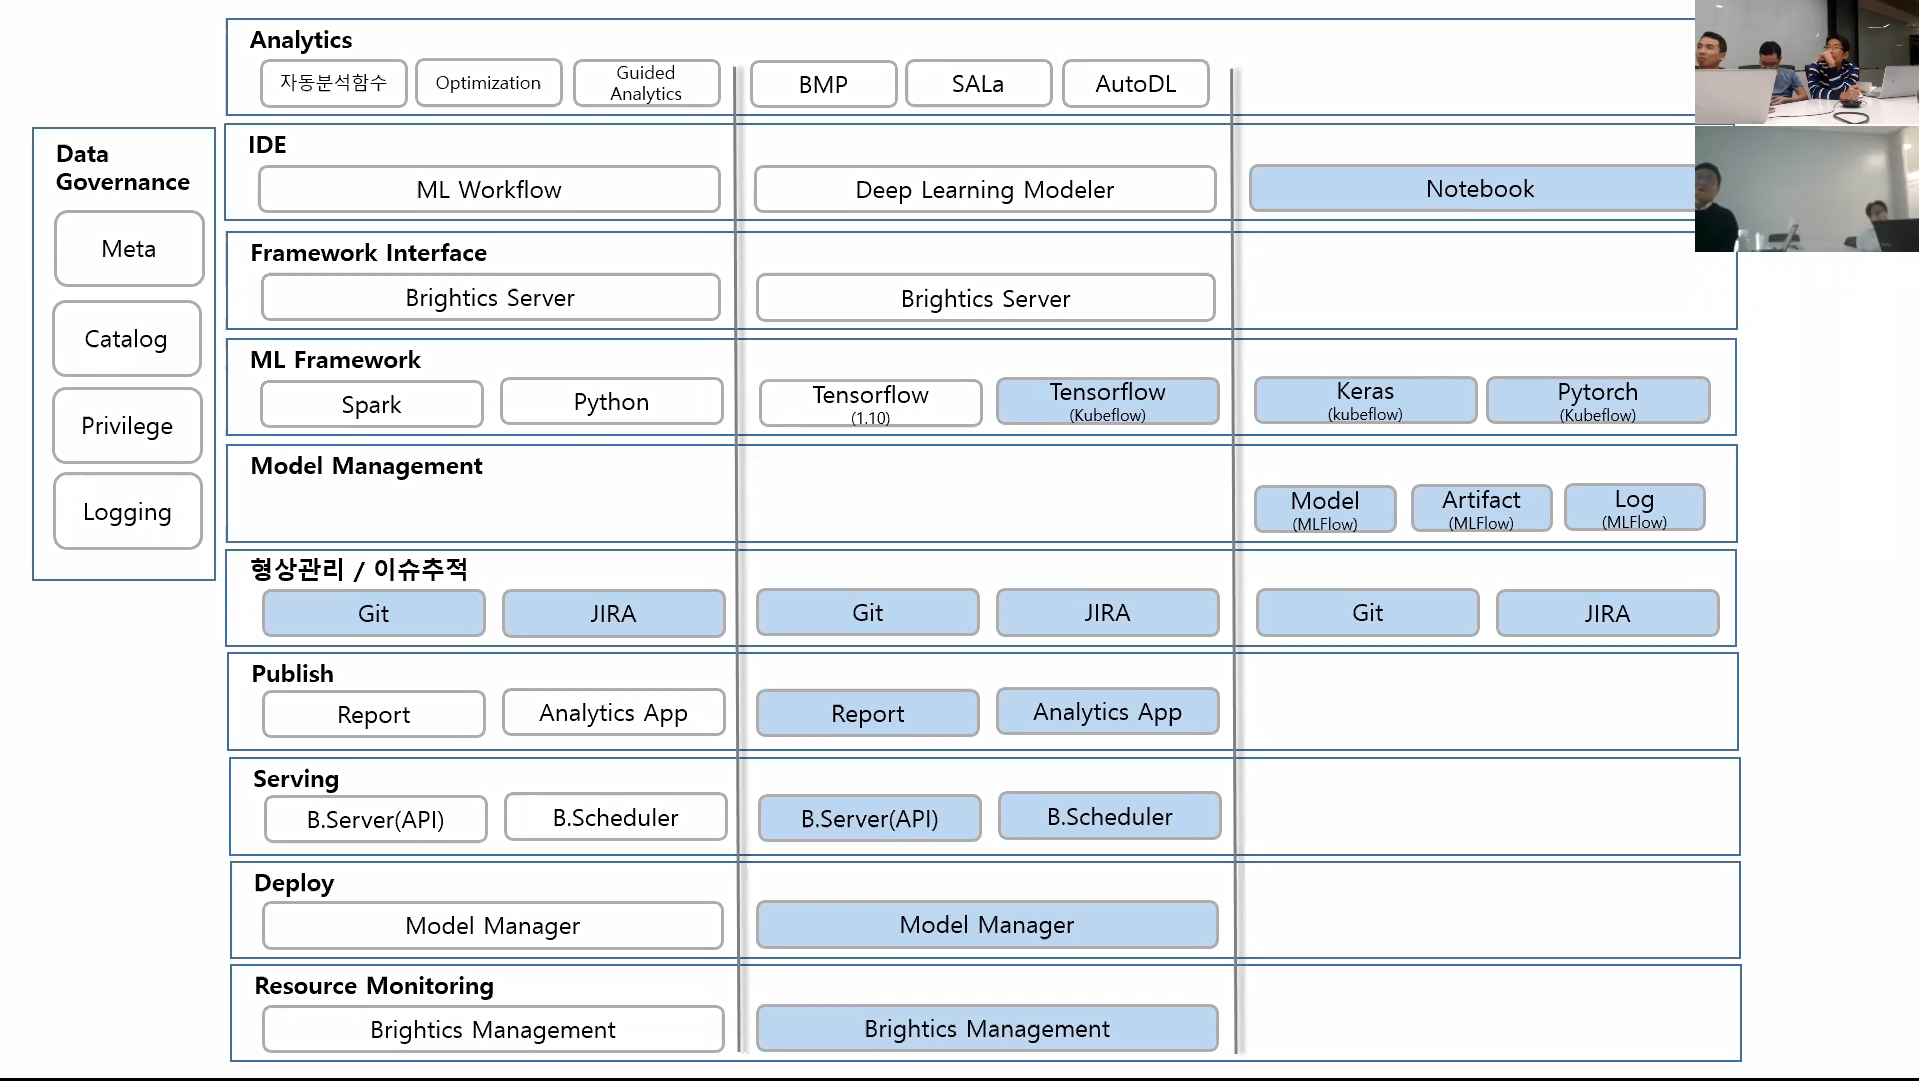 Analytics
자동분석함수
Optimization
Guided
Analytics
BMP
SALa
AutoDL
Data
Governance
Meta
Catalog
Privilege
Logging
IDE
ML Workflow
Deep Learning Modeler
Notebook
Framework Interface
Brightics Server
Brightics Server
ML Framework
Spark
Python
Tensorflow
(1.10)
Tensorflow
(Kubeflow)
Keras
(kubeflow)
Pytorch
(Kubeflow)
Model Management
Model
(MLFlow)
Artifact
(MLFlow)
Log
(MLFlow)
형상관리 / 이슈추적
Git
JIRA
Git
JIRA
Git
JIRA
Publish
Report
Analytics App
Report
Analytics App
Serving
B.Server(API)
B.Scheduler
B.Server(API)
B.Scheduler
Deploy
Model Manager
Model Manager
Resource Monitoring
Brightics Management
Brightics Management